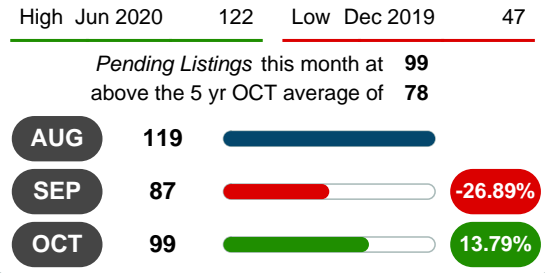 High Jun 2020 122 Low Dec 2019 47
Pending Listings this month at 99
above the 5 yr OCT average of 78
AUG 119
SEP 87 -26.89%
OCT 99 13.79%